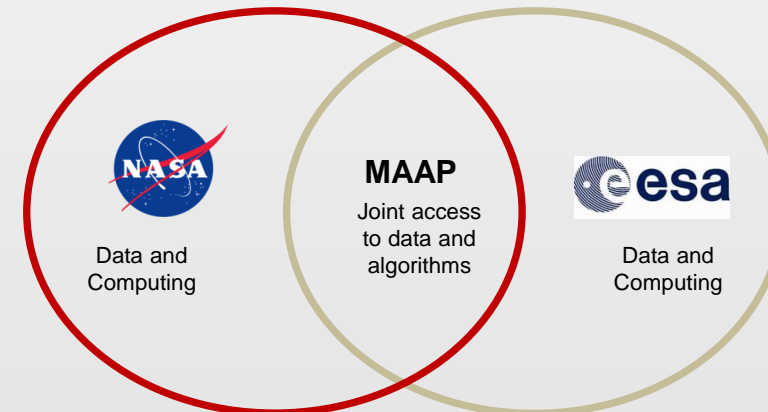 NASA
Data and
Computing
MAAP
Joint access
to data and
algorithms
esa
Data and
Computing